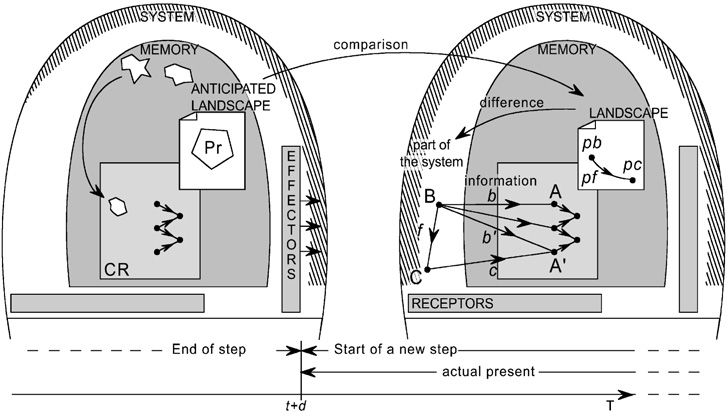 SYSTEM
MEMORY
ANTICIPATED
LANDSCAPE
Pr
CR
EFFECTORS
comparison
SYSTEM
MEMORY
difference
LANDSCAPE
pb
pf pc
part of
the system
information
B b A
f b'
C c A'
RECEPTORS
End of step
Start of a new step
actual present
t+d T